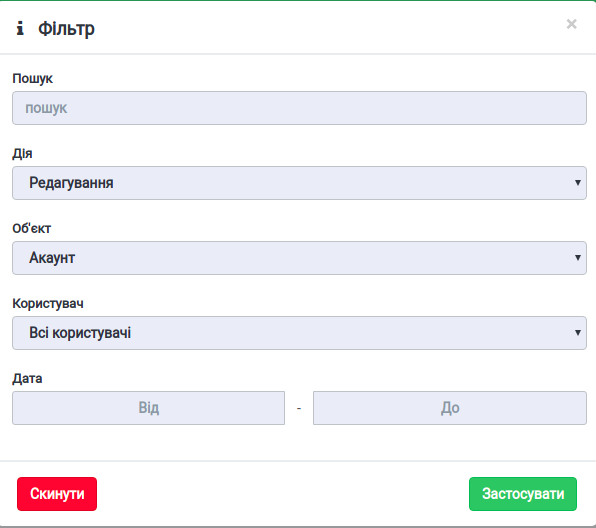 Фільтр
Пошук
пошук
Дія
Редагування
Об'єкт
Акаунт
Користувач
Всі користувачі
Дата
Від - До
Скинути Застосувати